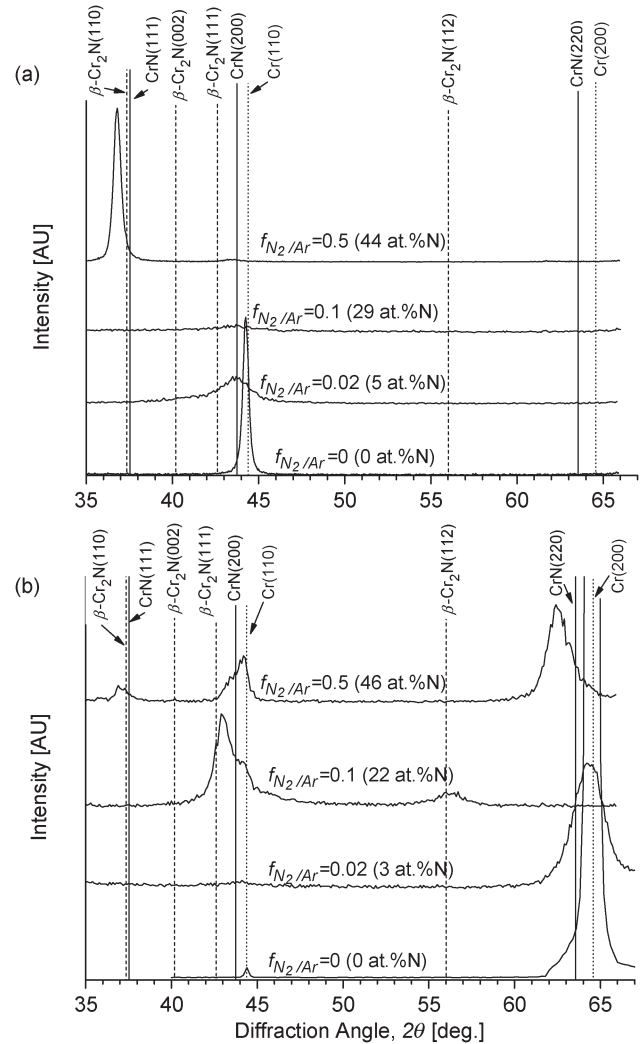 (a)
β-Cr2N(110)
CrN(111)
β-Cr2N(002)
β-Cr2N(111)
CrN(200)
Cr(110)
β-Cr2N(112)
CrN(220)
Cr(200)
Intensity [AU]
fN2/Ar=0.5 (44 at.%N)
fN2/Ar=0.1 (29 at.%N)
fN2/Ar=0.02 (5 at.%N)
fN2/Ar=0 (0 at.%N)
35 40 45 50 55 60 65
(b)
β-Cr2N(110)
CrN(111)
β-Cr2N(002)
β-Cr2N(111)
CrN(200)
Cr(110)
β-Cr2N(112)
CrN(220)
Cr(200)
Intensity [AU]
fN2/Ar=0.5 (46 at.%N)
fN2/Ar=0.1 (22 at.%N)
fN2/Ar=0.02 (3 at.%N)
fN2/Ar=0 (0 at.%N)
35 40 45 50 55 60 65
Diffraction Angle, 2θ [deg.]